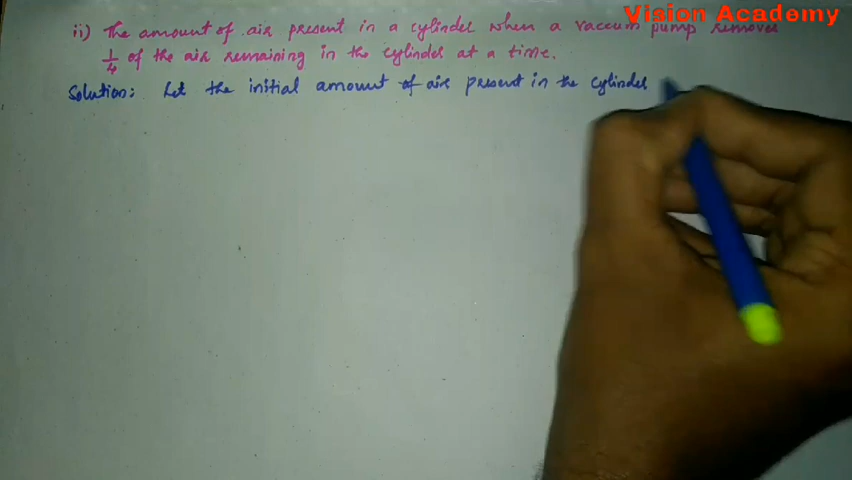 Vision Academy
ii) The amount of air present in a cylinder when a vaccum pump removes
1/4 of the air remaining in the cylinder at a time.
Solution: Let the initial amount of air present in the cylinder